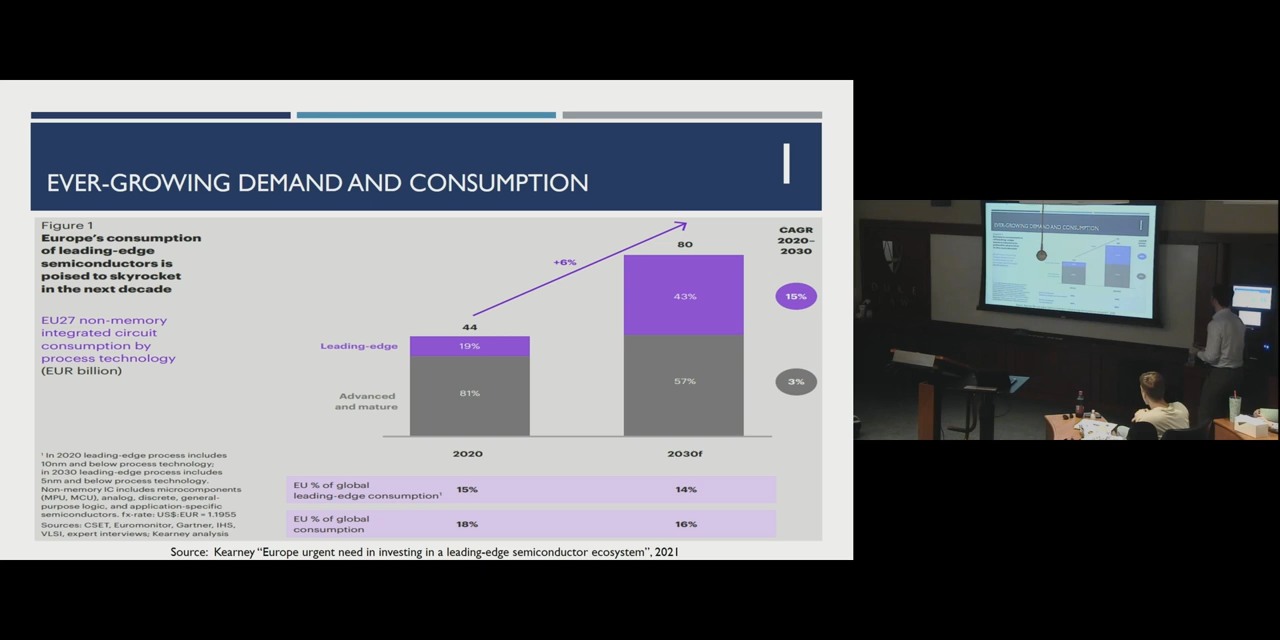 EVER-GROWING DEMAND AND CONSUMPTION
Figure 1
Europe's consumption
of leading-edge
semiconductors is
poised to skyrocket
in the next decade
EU27 non-memory
integrated circuit
consumption by
process technology
(EUR billion)
¹ In 2020 leading-edge process includes
10nm and below process technology;
in 2030 leading-edge process includes
5nm and below process technology.
Non-memory IC includes microcomponents
(MPU, MCU), analog, discrete, general-
purpose logic, and application-specific
semiconductors. fx-rate: US$:EUR = 1.1955
Sources: CSET, Euromonitor, Gartner, IHS,
VLSI, expert interviews; Kearney analysis
+6%
80
44
CAGR
2020–
2030
Leading-edge
19%
43%
15%
Advanced
and mature
81%
57%
3%
2020
2030f
EU % of global
leading-edge consumption¹
15%
14%
EU % of global
consumption
18%
16%
Source: Kearney "Europe urgent need in investing in a leading-edge semiconductor ecosystem", 2021
EVER-GROWING DEMAND AND CONSUMPTION